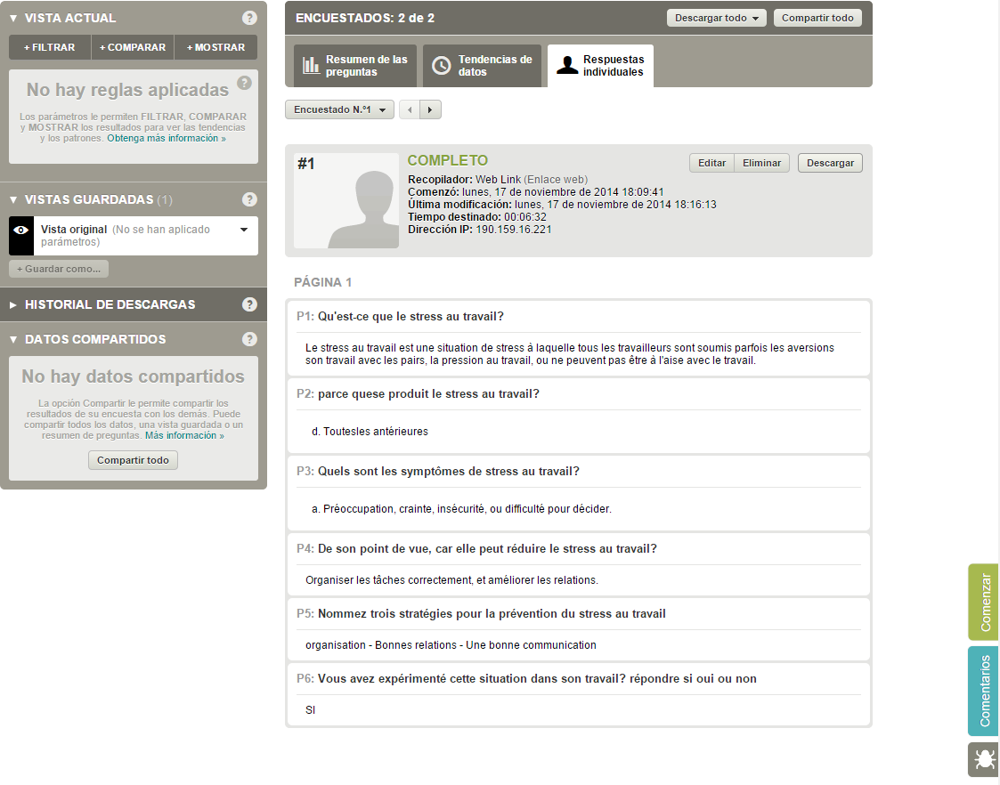 VISTA ACTUAL
?
+ FILTRAR
+ COMPARAR
+ MOSTRAR
No hay reglas aplicadas
?
Los parámetros le permiten FILTRAR, COMPARAR
y MOSTRAR los resultados para ver las tendencias
y los patrones. Obtenga más información »
VISTAS GUARDADAS (1)
?
Vista original (No se han aplicado
parámetros)
+ Guardar como...
HISTORIAL DE DESCARGAS
?
DATOS COMPARTIDOS
?
No hay datos compartidos
La opción Compartir le permite compartir los
resultados de su encuesta con los demás. Puede
compartir todos los datos, una vista guardada o un
resumen de preguntas. Más información »
Compartir todo
ENCUESTADOS: 2 de 2
Descargar todo
Compartir todo
Resumen de las
preguntas
Tendencias de
datos
Respuestas
individuales
Encuestado N.°1
#1
COMPLETO
Editar
Eliminar
Descargar
Recopilador: Web Link (Enlace web)
Comenzó: lunes, 17 de noviembre de 2014 18:09:41
Última modificación: lunes, 17 de noviembre de 2014 18:16:13
Tiempo destinado: 00:06:32
Dirección IP: 190.159.16.221
PÁGINA 1
P1: Qu'est-ce que le stress au travail?
Le stress au travail est une situation de stress à laquelle tous les travailleurs sont soumis parfois les aversions
son travail avec les pairs, la pression au travail, ou ne peuvent pas être à l'aise avec le travail.
P2: parce quese produit le stress au travail?
d. Toutesles antérieures
P3: Quels sont les symptômes de stress au travail?
a. Préoccupation, crainte, insécurité, ou difficulté pour décider.
P4: De son point de vue, car elle peut réduire le stress au travail?
Organiser les tâches correctement, et améliorer les relations.
P5: Nommez trois stratégies pour la prévention du stress au travail
organisation - Bonnes relations - Une bonne communication
P6: Vous avez expérimenté cette situation dans son travail? répondre si oui ou non
SI
Comenzar
Comentarios